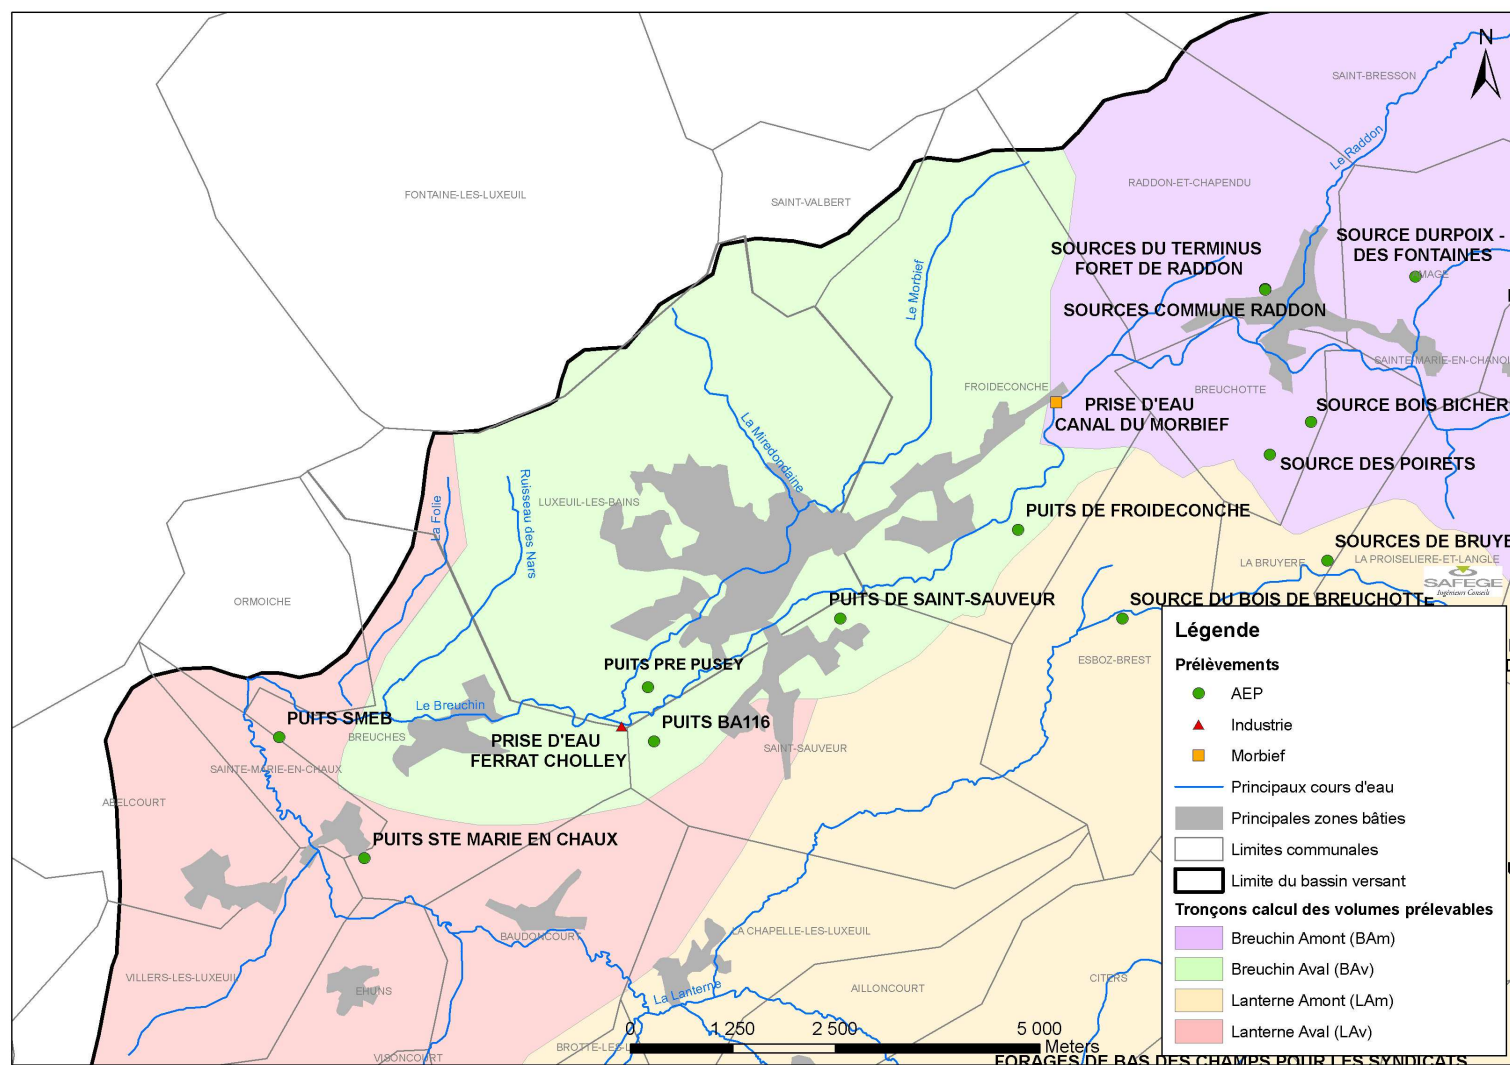 N
SAINT-BRESSON
Le Raddon
RADDON-ET-CHAPENDU
FONTAINE-LES-LUXEUIL
SAINT-VALBERT
SOURCES DU TERMINUS
FORET DE RADDON
SOURCE DURPOIX -
DES FONTAINES
MAGE
Le Morbief
SOURCES COMMUNE RADDON
SAINTE-MARIE-EN-CHANOI
FROIDECONCHE
BREUCHOTTE
PRISE D'EAU
CANAL DU MORBIEF
SOURCE BOIS BICHER
La Miredondaine
SOURCE DES POIRETS
La Folie
Ruisseau des Nars
LUXEUIL-LES-BAINS
PUITS DE FROIDECONCHE
SOURCES DE BRUYE
LA BRUYERE
LA PROISELIERE-ET-LANGLE
SAFEGE
Ingénieurs Conseils
ORMOICHE
PUITS DE SAINT-SAUVEUR
SOURCE DU BOIS DE BREUCHOTTE
ESBOZ-BREST
PUITS PRE PUSEY
Le Breuchin
PUITS SMEB
BREUCHES
PUITS BA116
PRISE D'EAU
FERRAT CHOLLEY
SAINT-SAUVEUR
SAINTE-MARIE-EN-CHAUX
ABELCOURT
PUITS STE MARIE EN CHAUX
BAUDONCOURT
LA CHAPELLE-LES-LUXEUIL
VILLERS-LES-LUXEUIL
EHUNS
La Lanterne
AILLONCOURT
CITERS
VISONCOURT
BROTTE-LES-L
0 1 250 2 500 5 000
Meters
FORAGES DE BAS DES CHAMPS POUR LES SYNDICATS
Légende
Prélèvements
AEP
Industrie
Morbief
Principaux cours d'eau
Principales zones bâties
Limites communales
Limite du bassin versant
Tronçons calcul des volumes prélevables
Breuchin Amont (BAm)
Breuchin Aval (BAv)
Lanterne Amont (LAm)
Lanterne Aval (LAv)